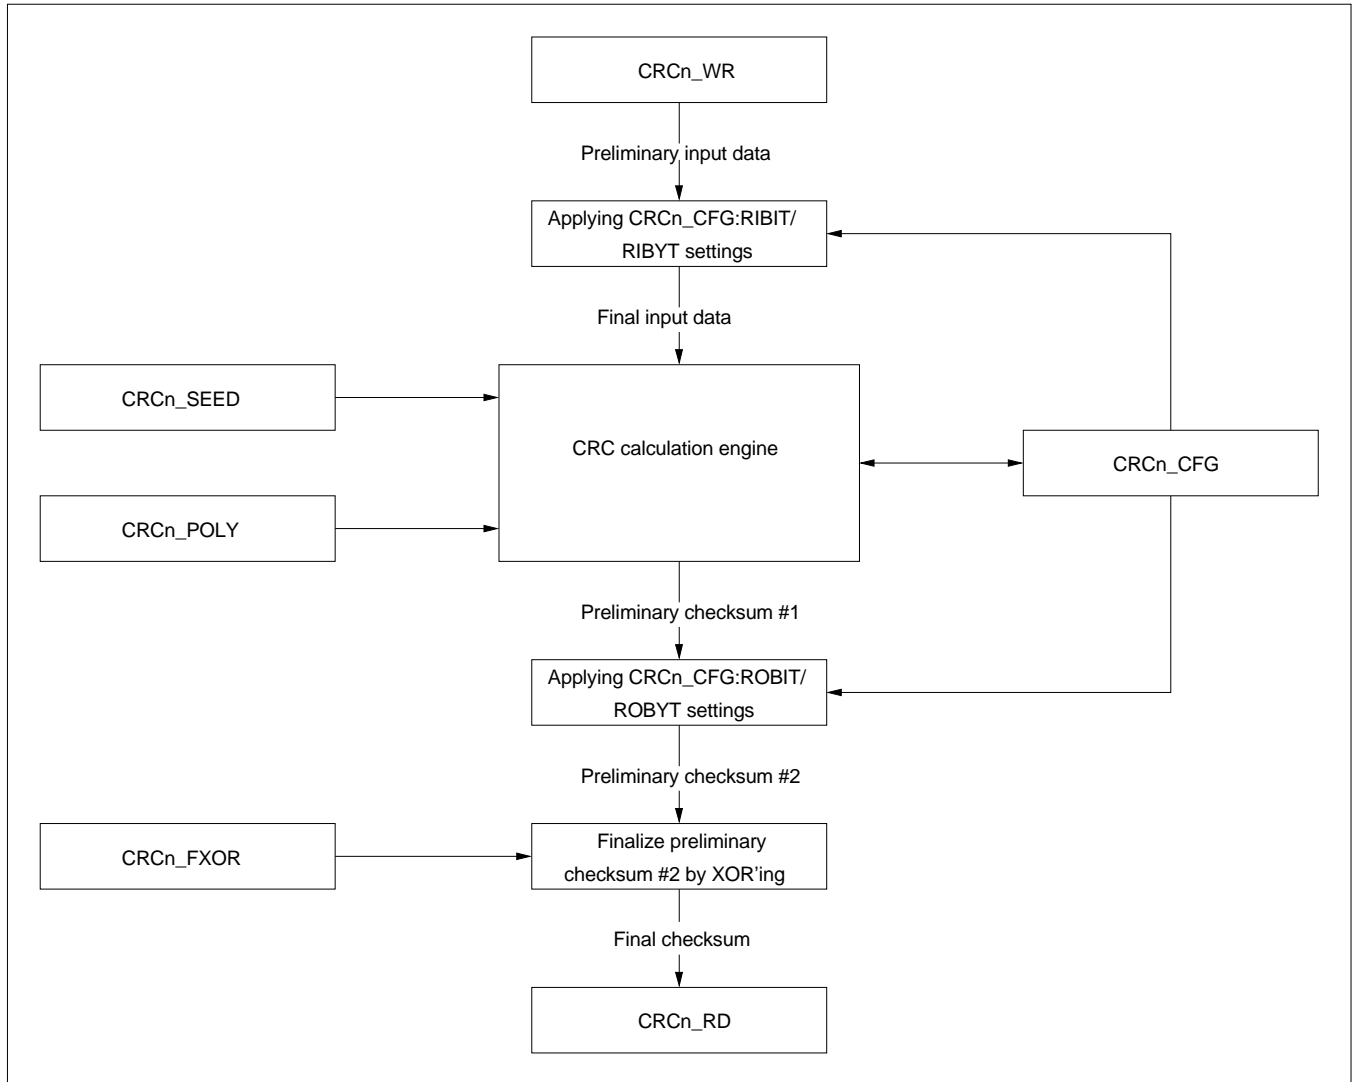 CRCn_WR
Preliminary input data
Applying CRCn_CFG:RIBIT/
RIBYT settings
Final input data
CRCn_SEED
CRC calculation engine
CRCn_CFG
CRCn_POLY
Preliminary checksum #1
Applying CRCn_CFG:ROBIT/
ROBYT settings
Preliminary checksum #2
CRCn_FXOR
Finalize preliminary
checksum #2 by XOR’ing
Final checksum
CRCn_RD